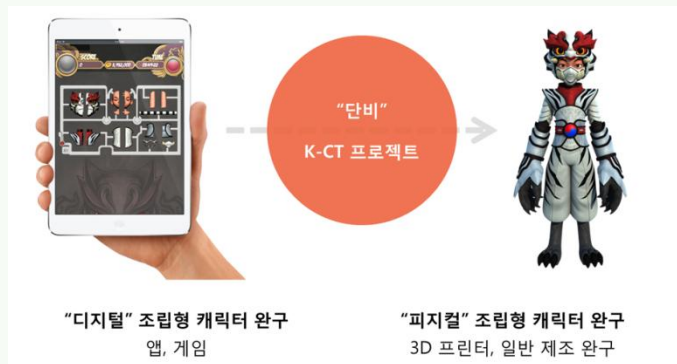 SCORE
TIME
"단비"
K-CT 프로젝트
"디지털" 조립형 캐릭터 완구
앱, 게임
"피지컬" 조립형 캐릭터 완구
3D 프린터, 일반 제조 완구